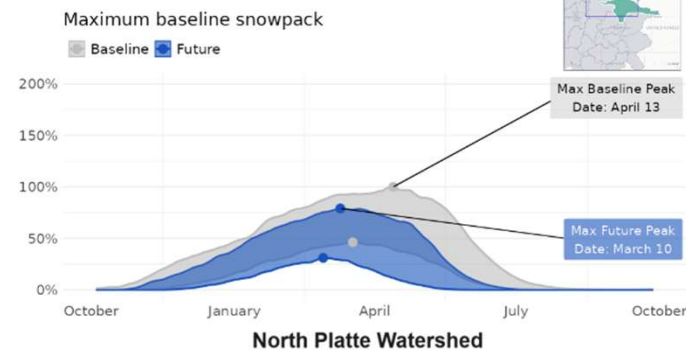 Maximum baseline snowpack
Baseline Future
200%
150%
100%
50%
0%
Max Baseline Peak
Date: April 13
Max Future Peak
Date: March 10
October January April July October
North Platte Watershed